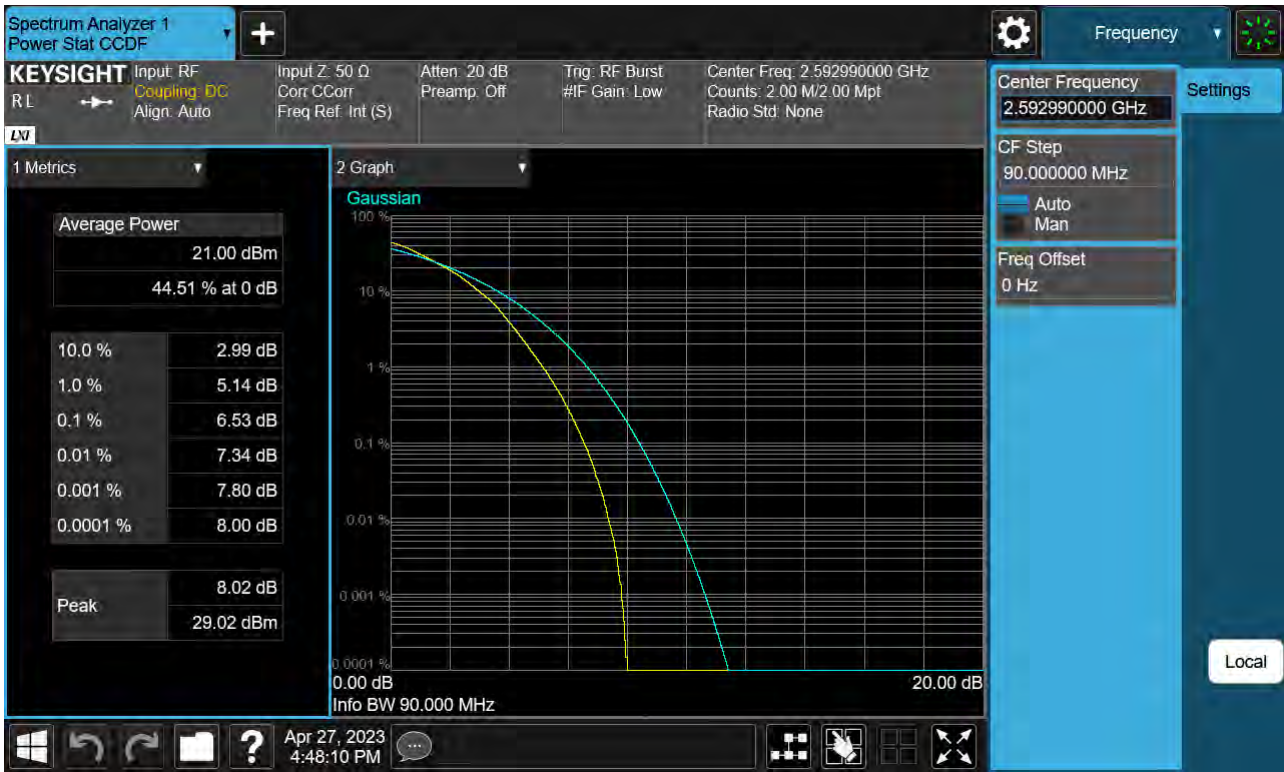 Spectrum Analyzer 1
Power Stat CCDF
▼
+
Frequency
▼
KEYSIGHT
RL
LXI
Input: RF
Coupling: DC
Align: Auto
Input Z: 50 Ω
Corr CCorr
Freq Ref: Int (S)
Atten: 20 dB
Preamp: Off
Trig: RF Burst
#IF Gain: Low
Center Freq: 2.592990000 GHz
Counts: 2.00 M/2.00 Mpt
Radio Std: None
1 Metrics ▼
Average Power
21.00 dBm
44.51 % at 0 dB
10.0 % 2.99 dB
1.0 % 5.14 dB
0.1 % 6.53 dB
0.01 % 7.34 dB
0.001 % 7.80 dB
0.0001 % 8.00 dB
Peak
8.02 dB
29.02 dBm
2 Graph ▼
Gaussian
100 %
10 %
1 %
0.1 %
0.01 %
0.001 %
0.0001 %
0.00 dB 20.00 dB
Info BW 90.000 MHz
Center Frequency
2.592990000 GHz
CF Step
90.000000 MHz
Auto
Man
Freq Offset
0 Hz
Settings
Local
?
Apr 27, 2023
4:48:10 PM